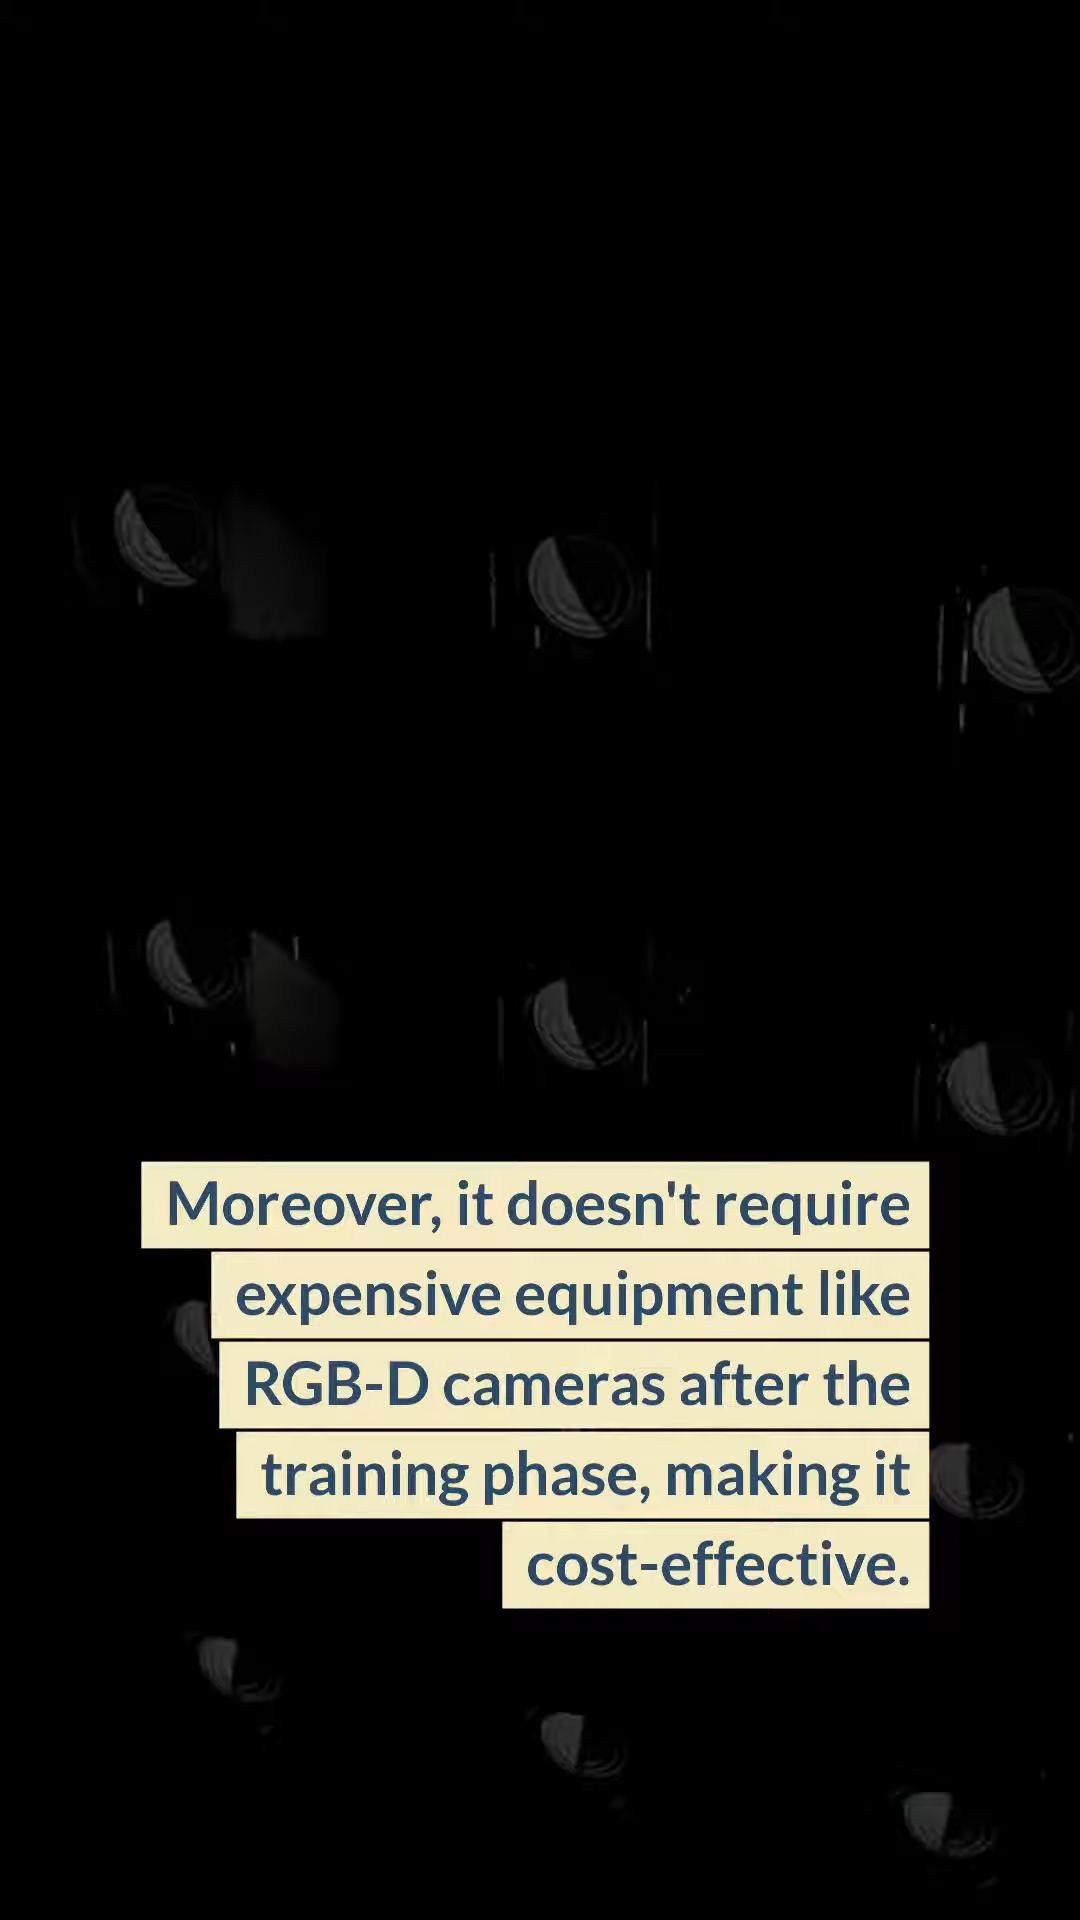 Moreover, it doesn't require
expensive equipment like
RGB-D cameras after the
training phase, making it
cost-effective.